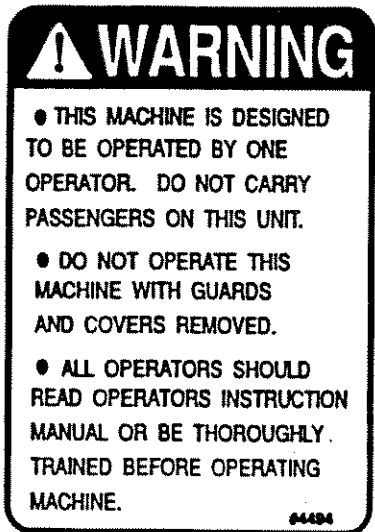 WARNING
● THIS MACHINE IS DESIGNED
TO BE OPERATED BY ONE
OPERATOR. DO NOT CARRY
PASSENGERS ON THIS UNIT.
● DO NOT OPERATE THIS
MACHINE WITH GUARDS
AND COVERS REMOVED.
● ALL OPERATORS SHOULD
READ OPERATORS INSTRUCTION
MANUAL OR BE THOROUGHLY
TRAINED BEFORE OPERATING
MACHINE.
#4494